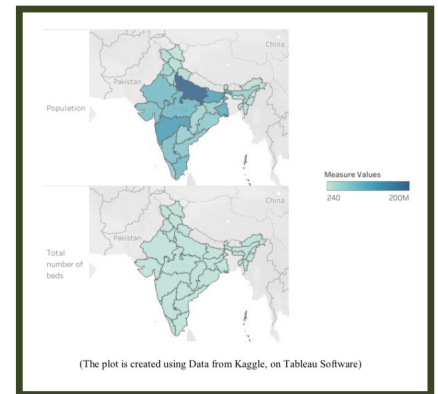 China
Pakistan
Population
Measure Values
240 200M
China
Pakistan
Total
number of
beds
(The plot is created using Data from Kaggle, on Tableau Software)